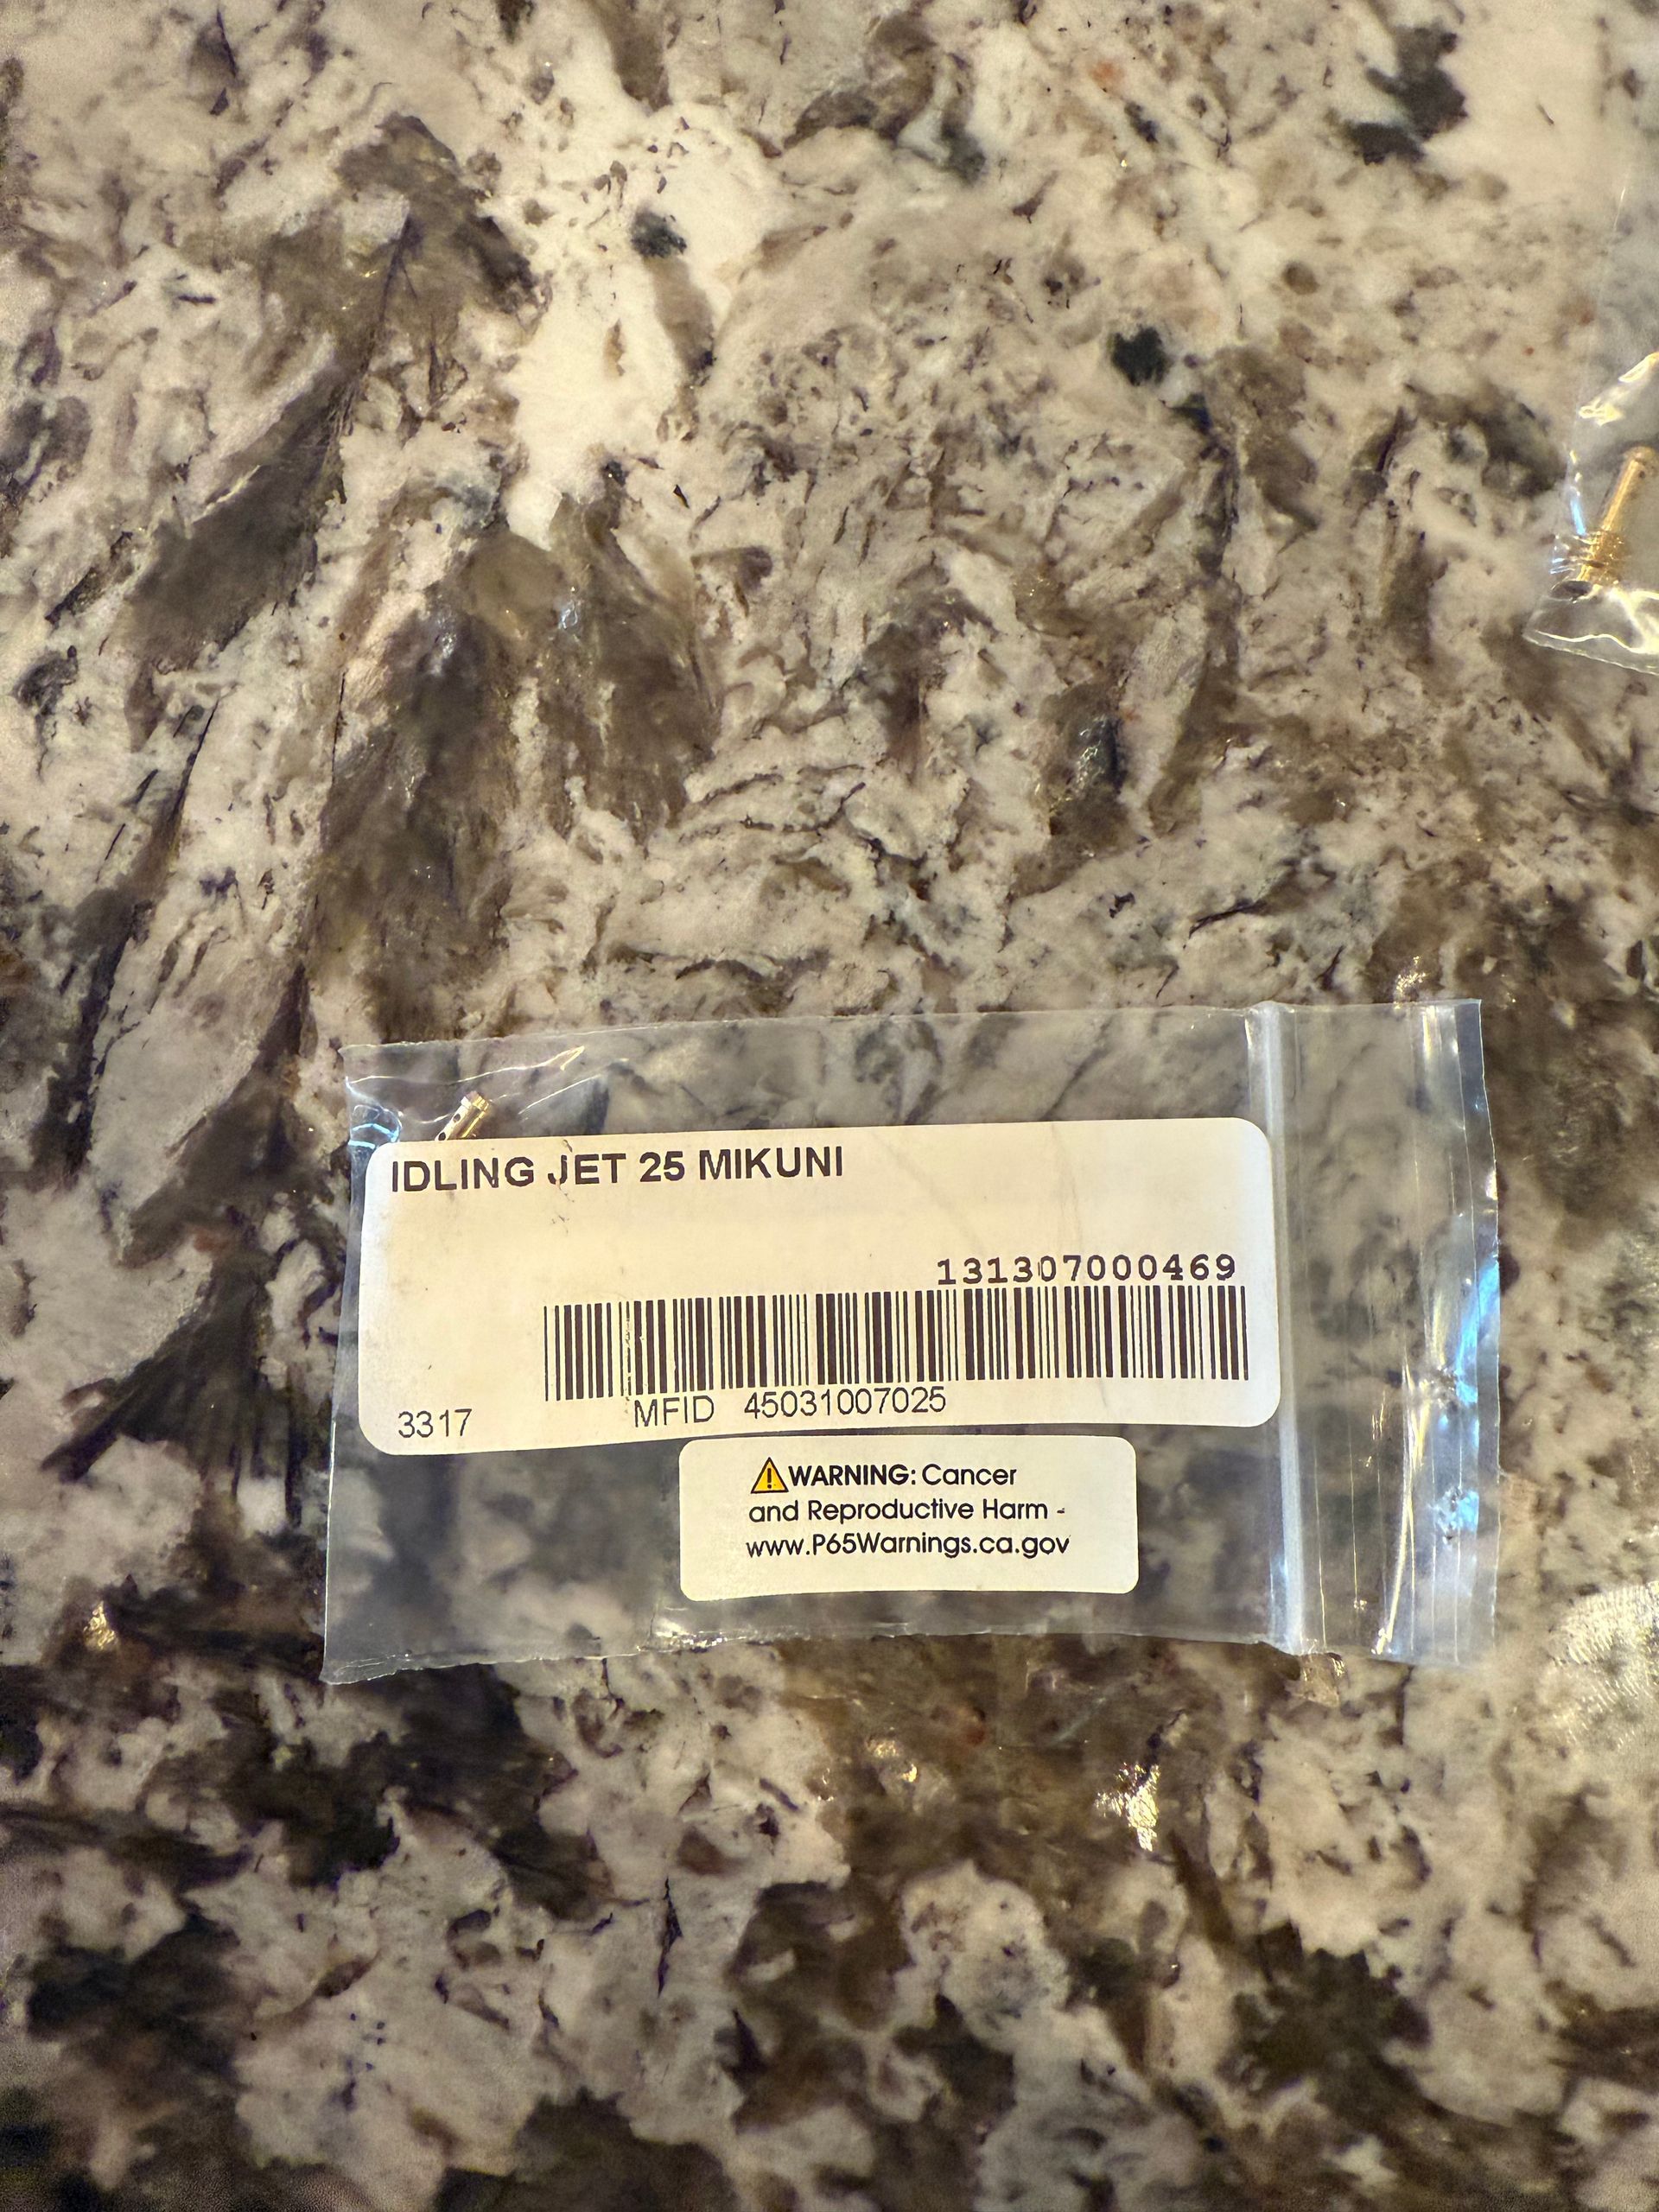 IDLING JET 25 MIKUNI
131307000469
3317 MFID 45031007025
WARNING: Cancer
and Reproductive Harm -
www.P65Warnings.ca.gov